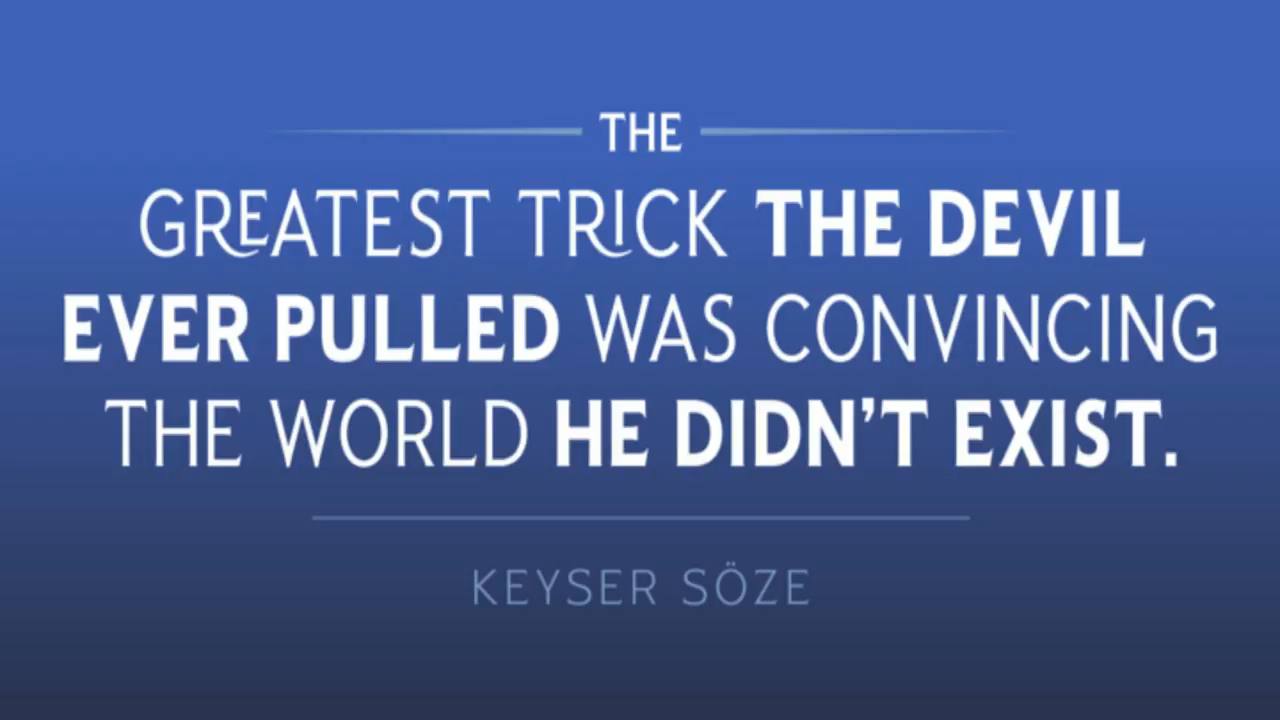 THE
GREATEST TRICK THE DEVIL
EVER PULLED WAS CONVINCING
THE WORLD HE DIDN’T EXIST.
KEYSER SÖZE